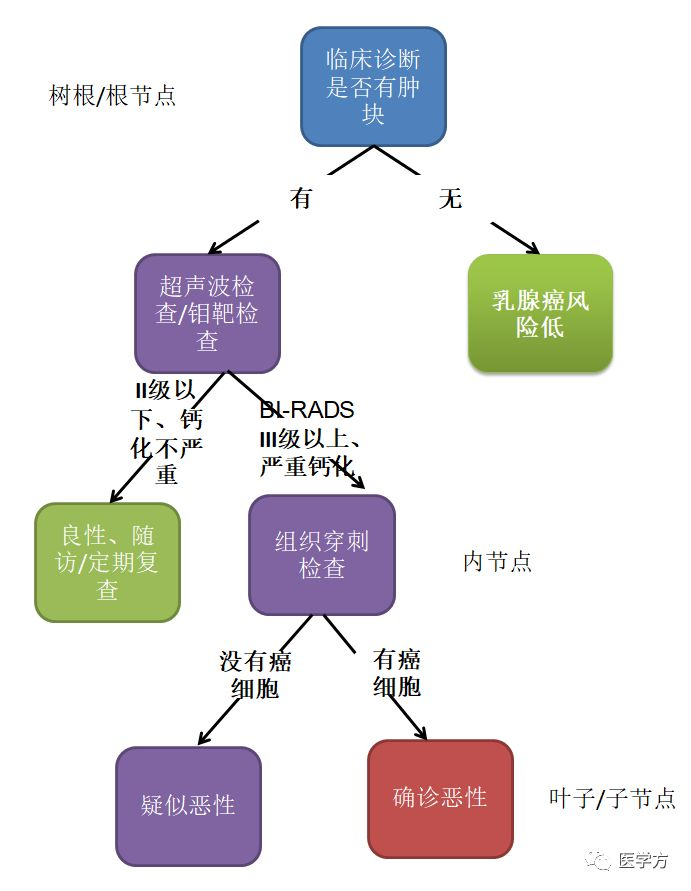 临床诊断
是否有肿
块
树根/根节点
有
无
超声波检
查/钼靶检
查
乳腺癌风
险低
II级以
下、钙
化不严
重
BI-RADS
III级以上、
严重钙化
良性、随
访/定期复
查
组织穿刺
检查
内节点
没有癌
细胞
有癌
细胞
疑似恶性
确诊恶性
叶子/子节点
医学方